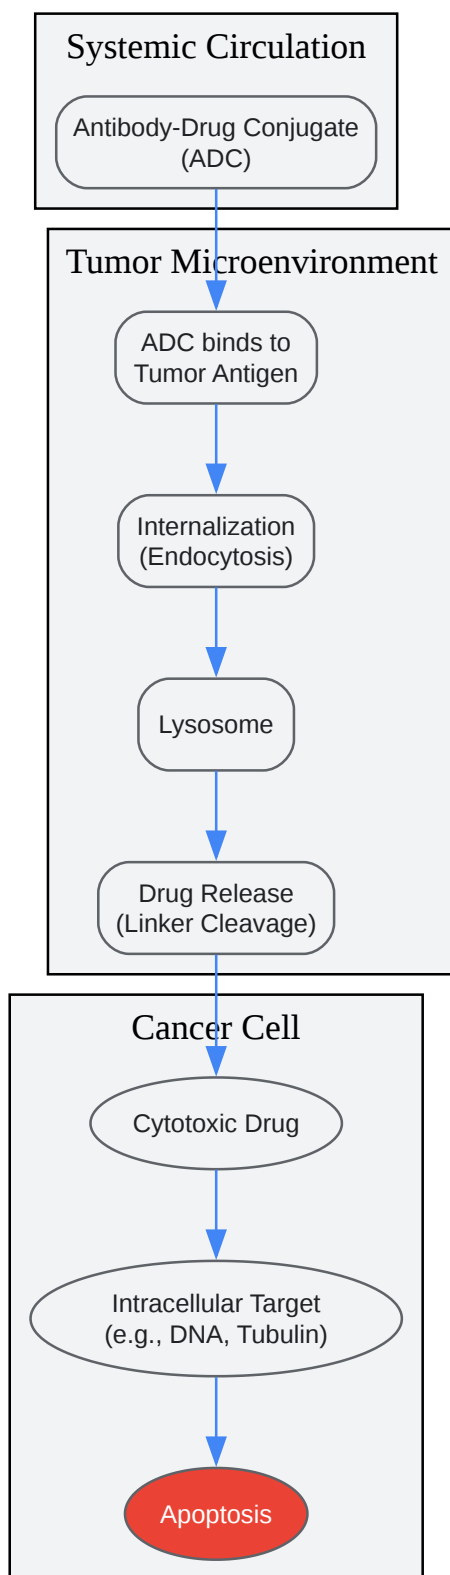 Systemic Circulation
Antibody-Drug Conjugate
(ADC)
Tumor Microenvironment
ADC binds to
Tumor Antigen
Internalization
(Endocytosis)
Lysosome
Drug Release
(Linker Cleavage)
Cancer Cell
Cytotoxic Drug
Intracellular Target
(e.g., DNA, Tubulin)
Apoptosis